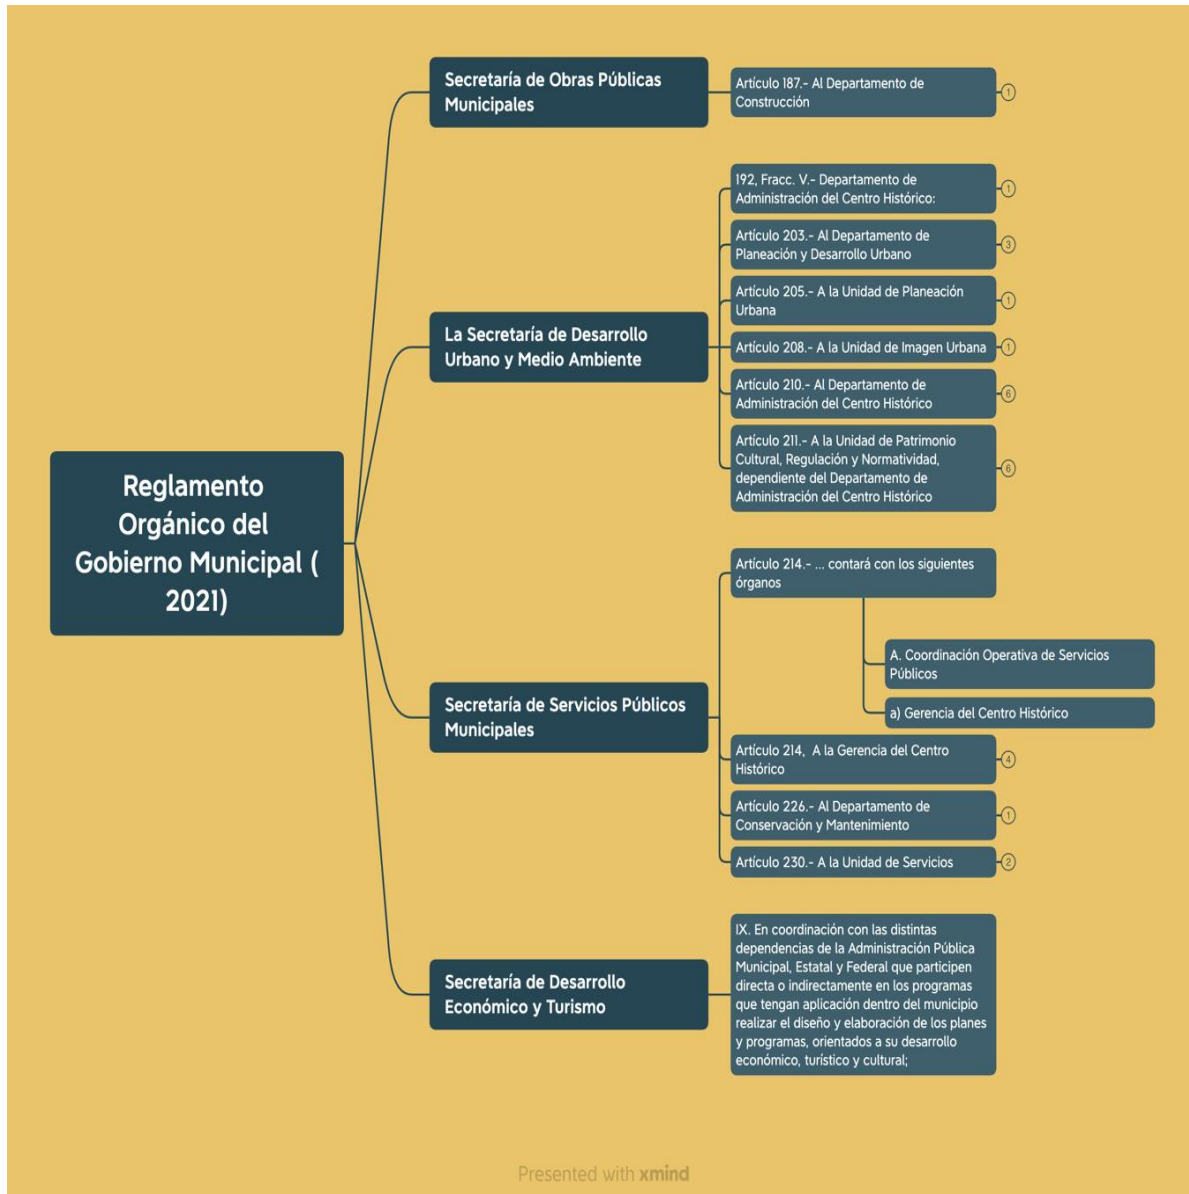 Reglamento
Orgánico del
Gobierno Municipal (
2021)
Secretaría de Obras Públicas
Municipales
Artículo 187.- Al Departamento de
Construcción
1
La Secretaría de Desarrollo
Urbano y Medio Ambiente
192, Fracc. V.- Departamento de
Administración del Centro Histórico:
1
Artículo 203.- Al Departamento de
Planeación y Desarrollo Urbano
3
Artículo 205.- A la Unidad de Planeación
Urbana
1
Artículo 208.- A la Unidad de Imagen Urbana
1
Artículo 210.- Al Departamento de
Administración del Centro Histórico
6
Artículo 211.- A la Unidad de Patrimonio
Cultural, Regulación y Normatividad,
dependiente del Departamento de
Administración del Centro Histórico
6
Secretaría de Servicios Públicos
Municipales
Artículo 214.- ... contará con los siguientes
órganos
A. Coordinación Operativa de Servicios
Públicos
a) Gerencia del Centro Histórico
Artículo 214, A la Gerencia del Centro
Histórico
4
Artículo 226.- Al Departamento de
Conservación y Mantenimiento
1
Artículo 230.- A la Unidad de Servicios
2
Secretaría de Desarrollo
Económico y Turismo
IX. En coordinación con las distintas
dependencias de la Administración Pública
Municipal, Estatal y Federal que participen
directa o indirectamente en los programas
que tengan aplicación dentro del municipio
realizar el diseño y elaboración de los planes
y programas, orientados a su desarrollo
económico, turístico y cultural;
Presented with xmind